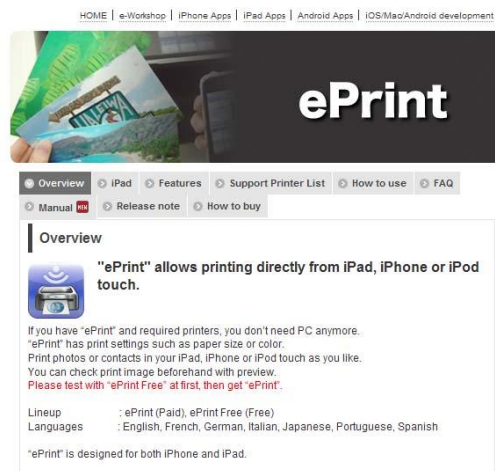 HOME | e-Workshop | iPhone Apps | iPad Apps | Android Apps | iOS/Mac/Android development
HALEIWA
ePrint
Overview iPad Features Support Printer List How to use FAQ
Manual NEW Release note How to buy
Overview
"ePrint" allows printing directly from iPad, iPhone or iPod
touch.
If you have "ePrint" and required printers, you don't need PC anymore.
"ePrint" has print settings such as paper size or color.
Print photos or contacts in your iPad, iPhone or iPod touch as you like.
You can check print image beforehand with preview.
Please test with "ePrint Free" at first, then get "ePrint".
Lineup : ePrint (Paid), ePrint Free (Free)
Languages : English, French, German, Italian, Japanese, Portuguese, Spanish
"ePrint" is designed for both iPhone and iPad.